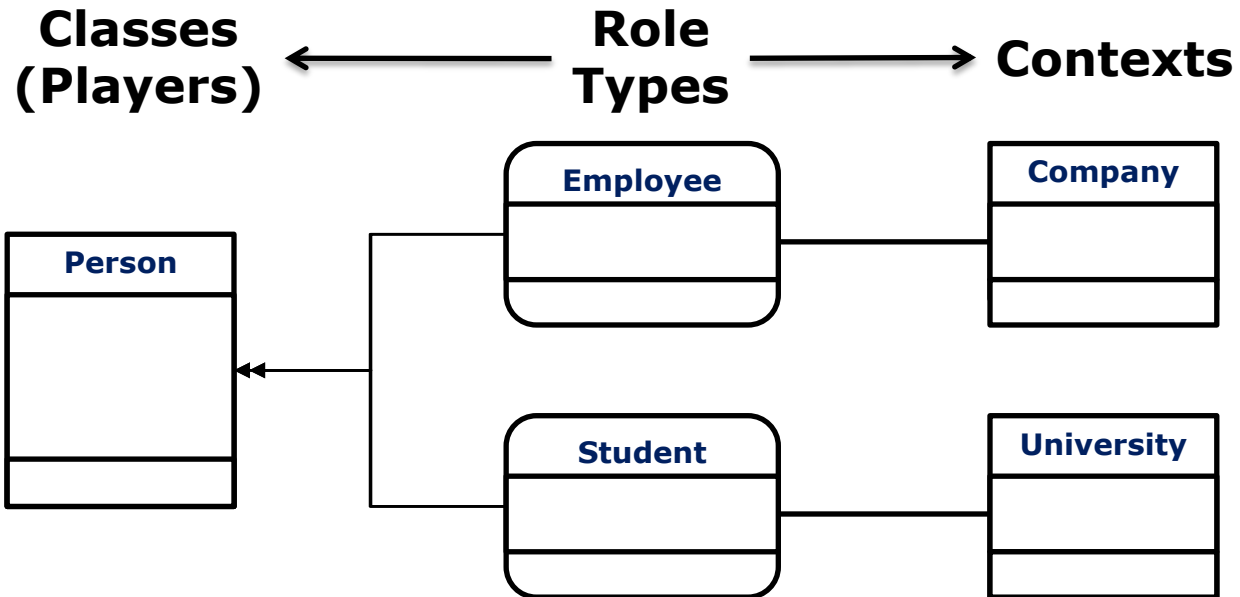 Classes
(Players)
Role
Types
Contexts
Employee
Company
Person
Student
University